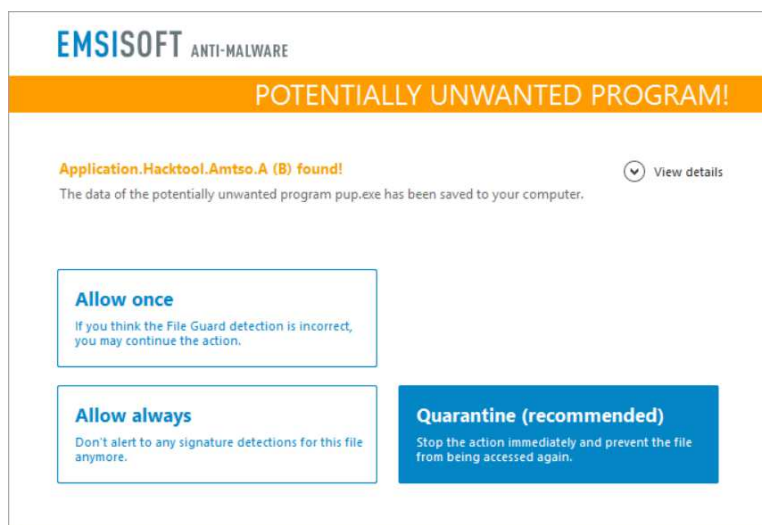 EMSISOFT ANTI-MALWARE
POTENTIALLY UNWANTED PROGRAM!
Application.Hacktool.Amtso.A (B) found!
View details
The data of the potentially unwanted program pup.exe has been saved to your computer.
Allow once
If you think the File Guard detection is incorrect,
you may continue the action.
Allow always
Don't alert to any signature detections for this file
anymore.
Quarantine (recommended)
Stop the action immediately and prevent the file
from being accessed again.